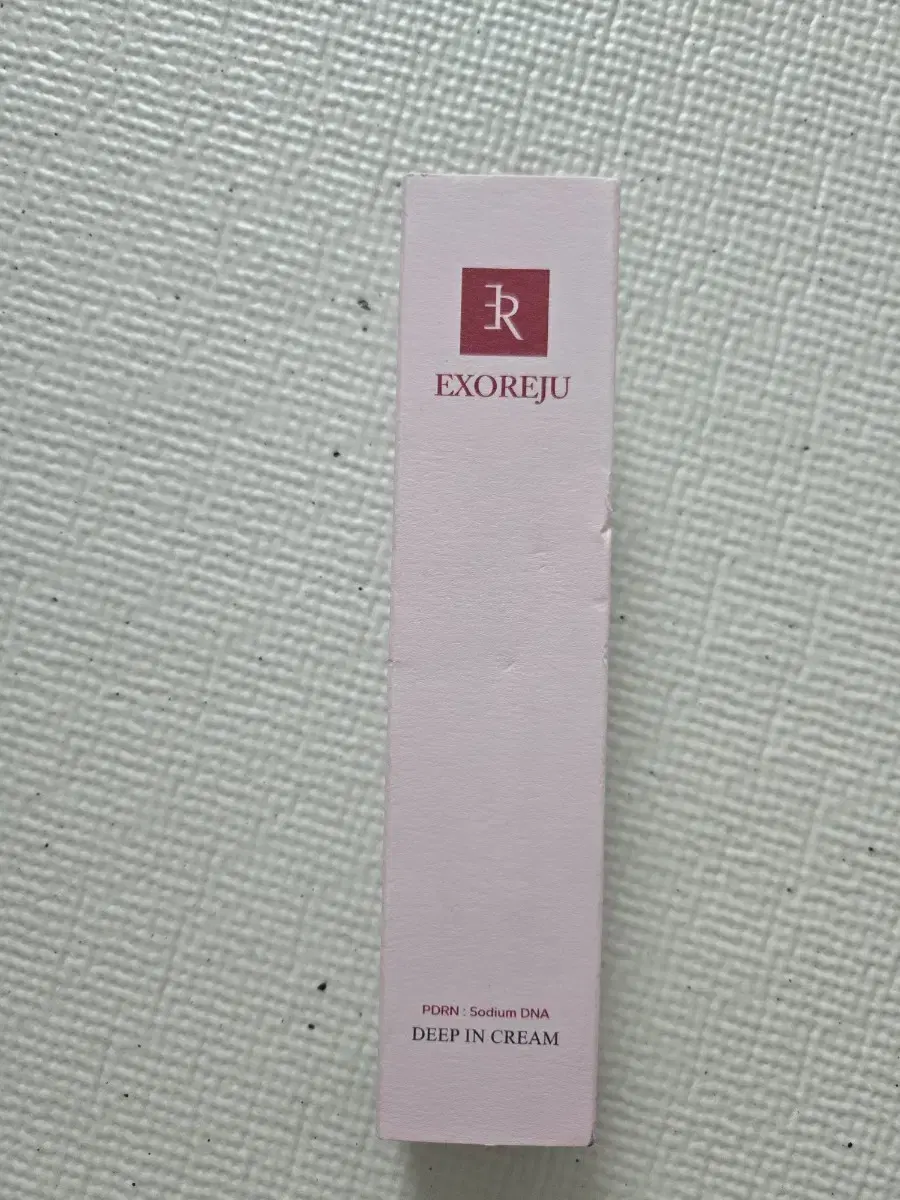 ER
EXOREJU
PDRN : Sodium DNA
DEEP IN CREAM